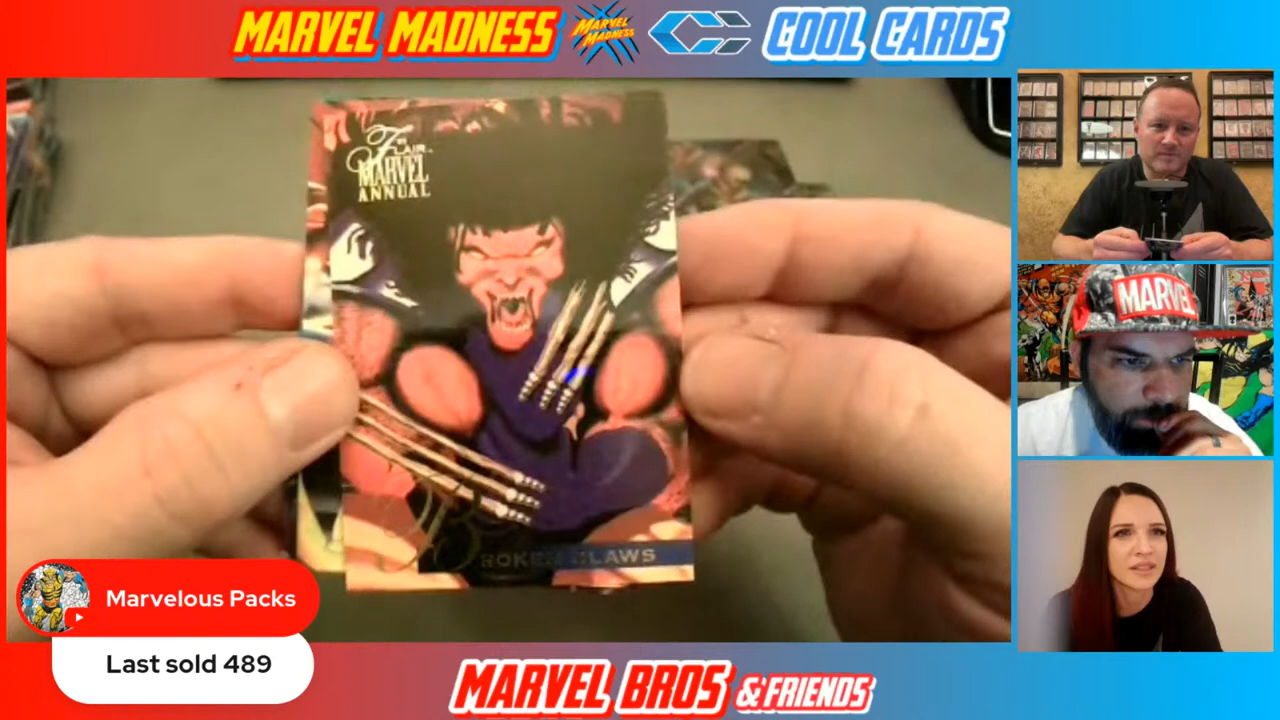 MARVEL MADNESS
MARVEL
MADNESS
COOL CARDS
FLAIR
MARVEL
ANNUAL
MARVEL
BROKEN CLAWS
Marvelous Packs
Last sold 489
MARVEL BROS & FRIENDS